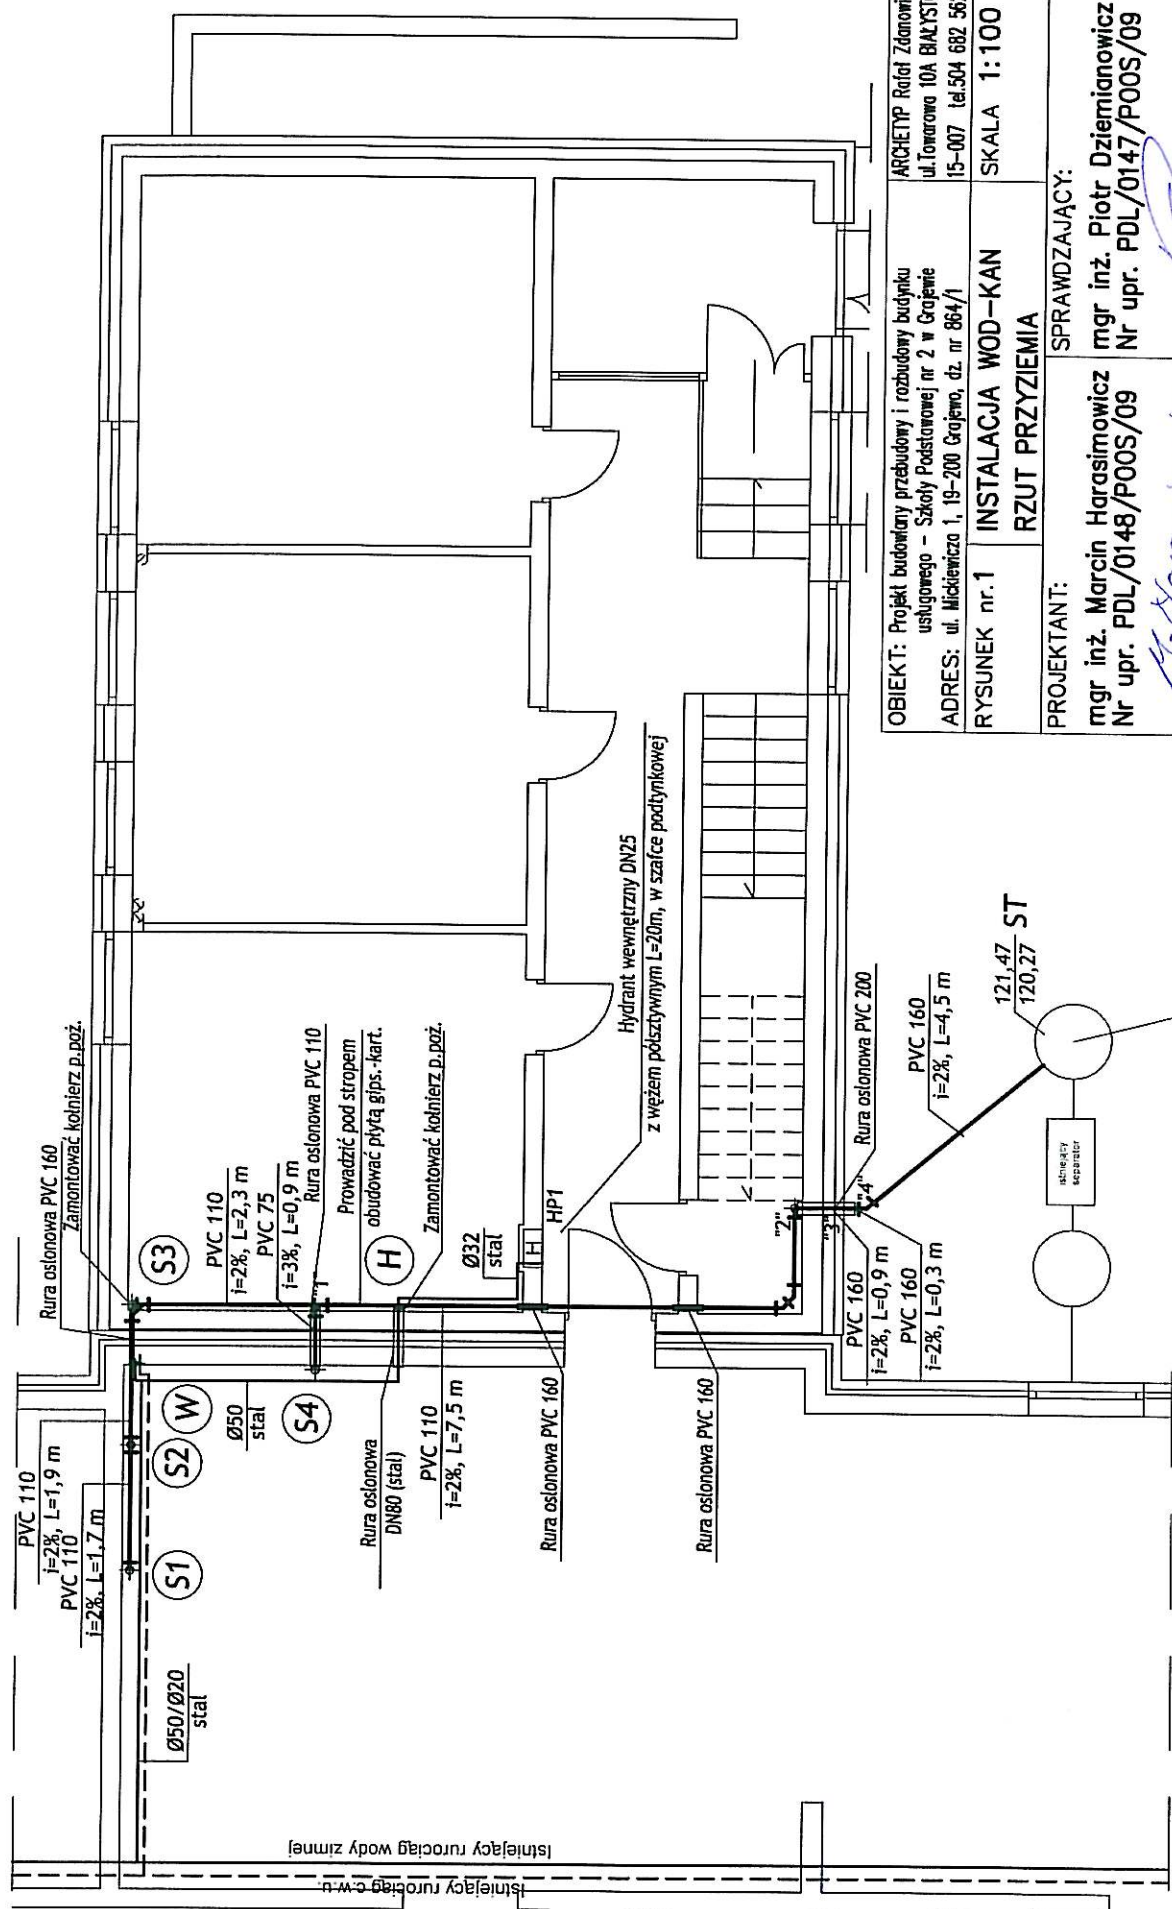 Rura osłonowa PVC 160
Zamontować kołnierz p.poż.
S3
PVC 110
i=2%, L=2,3 m
PVC 75
i=3%, L=0,9 m
"1"
Rura osłonowa PVC 110
Prowadzić pod stropem
obudować płytą gips.-kart.
H
Zamontować kołnierz p.poż.
Ø32
stal
H
HP1
Hydrant wewnętrzny DN25
z wężem półsztywnym L=20m, w szafce podtynkowej
PVC 110
i=2%, L=1,9 m
PVC 110
i=2%, L=1,7 m
S1
S2
W
Ø50
stal
S4
Ø50/Ø20
stal
Rura osłonowa
DN80 (stal)
PVC 110
i=2%, L=7,5 m
Rura osłonowa PVC 160
Rura osłonowa PVC 160
"2"
"3"
"4"
Rura osłonowa PVC 200
PVC 160
i=2%, L=0,9 m
PVC 160
i=2%, L=0,3 m
PVC 160
i=2%, L=4,5 m
121,47
120,27
ST
istniejący
separator
Istniejący rurociąg wody zimnej
Istniejący rurociąg c.w.u.
OBIEKT: Projekt budowlany przebudowy i rozbudowy budynku
usługowego – Szkoły Podstawowej nr 2 w Grajewie
ADRES: ul. Mickiewicza 1, 19-200 Grajewo, dz. nr 864/1
ARCHETYP Rafał Zdanowi
ul.Towarowa 10A BIAŁYST
15-007 tel.504 682 56
RYSUNEK nr.1
INSTALACJA WOD-KAN
RZUT PRZYZIEMIA
SKALA 1:100
PROJEKTANT:
mgr inż. Marcin Harasimowicz
Nr upr. PDL/0148/POOS/09
SPRAWDZAJĄCY:
mgr inż. Piotr Dziemianowicz
Nr upr. PDL/0147/POOS/09